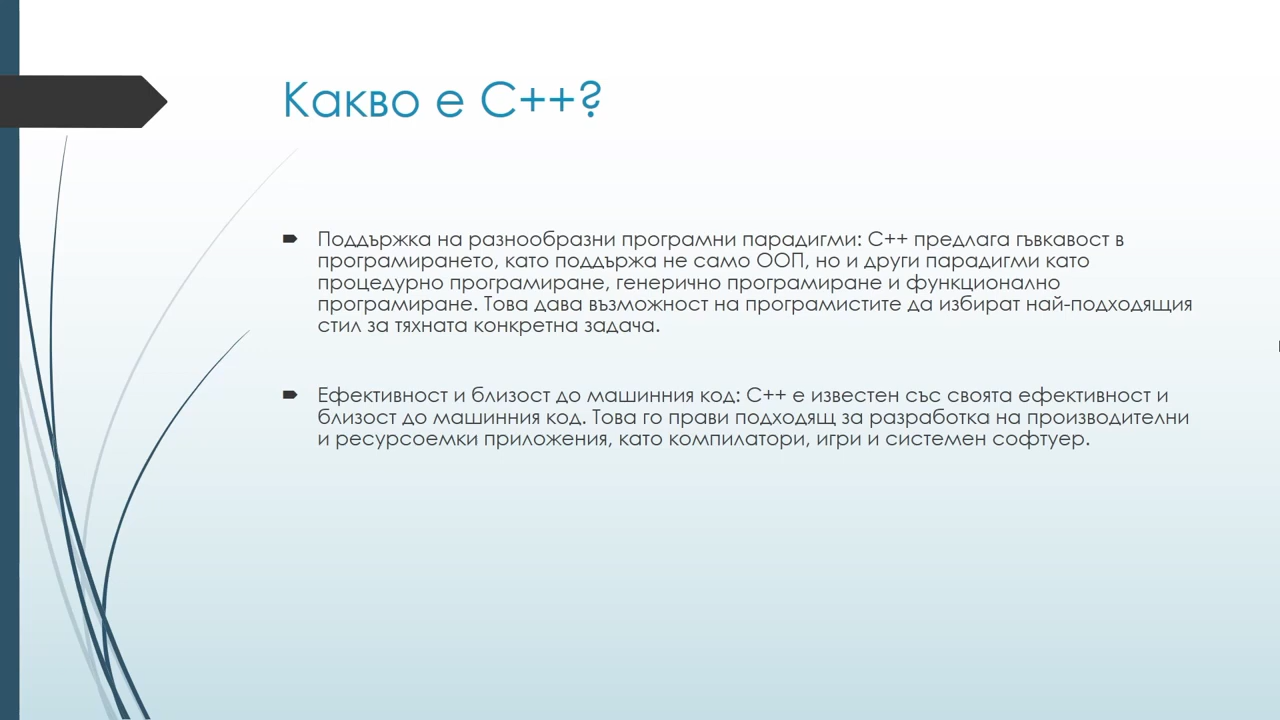 Какво е C++?
Поддръжка на разнообразни програмни парадигми: C++ предлага гъвкавост в
програмирането, като поддържа не само ООП, но и други парадигми като
процедурно програмиране, генерично програмиране и функционално
програмиране. Това дава възможност на програмистите да избират най-подходящия
стил за тяхната конкретна задача.
Ефективност и близост до машинния код: C++ е известен със своята ефективност и
близост до машинния код. Това го прави подходящ за разработка на производителни
и ресурсоемки приложения, като компилатори, игри и системен софтуер.